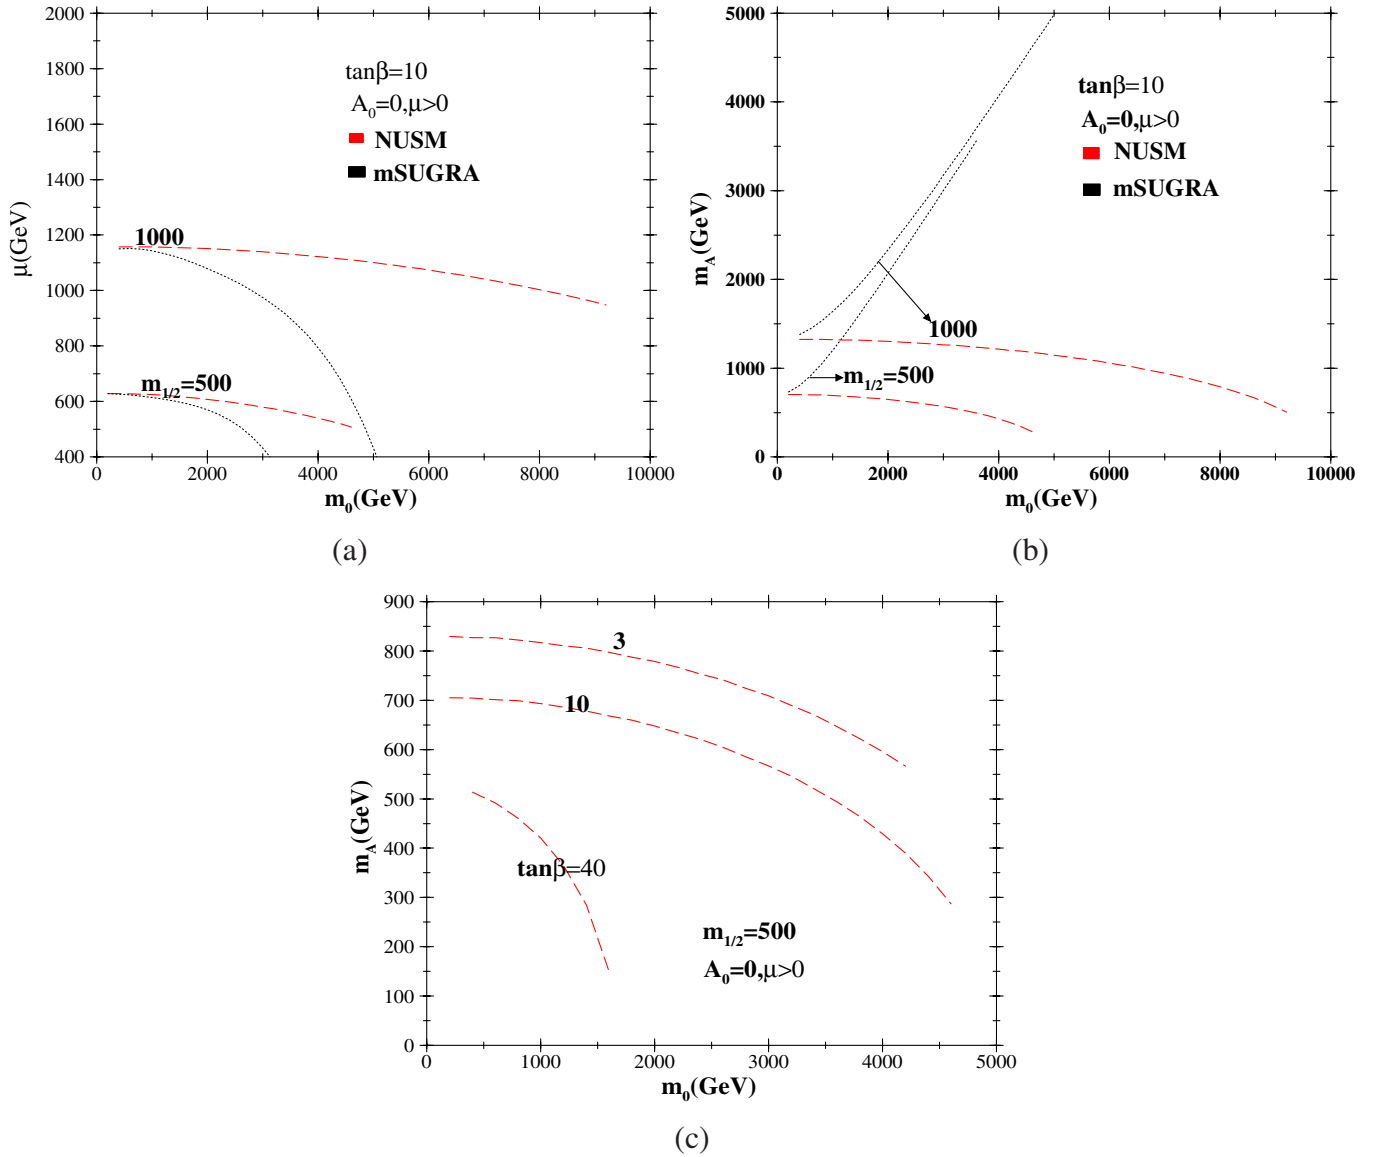 2000
1800
1600
1400
1200
1000
800
600
400
μ(GeV)
tanβ=10
A₀=0,μ>0
NUSM
mSUGRA
1000
m₁/₂=500
0 2000 4000 6000 8000 10000
m₀(GeV)
(a)
5000
4000
3000
2000
1000
0
m_A(GeV)
tanβ=10
A₀=0,μ>0
NUSM
mSUGRA
1000
m₁/₂=500
0 2000 4000 6000 8000 10000
m₀(GeV)
(b)
900
800
700
600
500
400
300
200
100
0
m_A(GeV)
3
10
tanβ=40
m₁/₂=500
A₀=0,μ>0
0 1000 2000 3000 4000 5000
m₀(GeV)
(c)